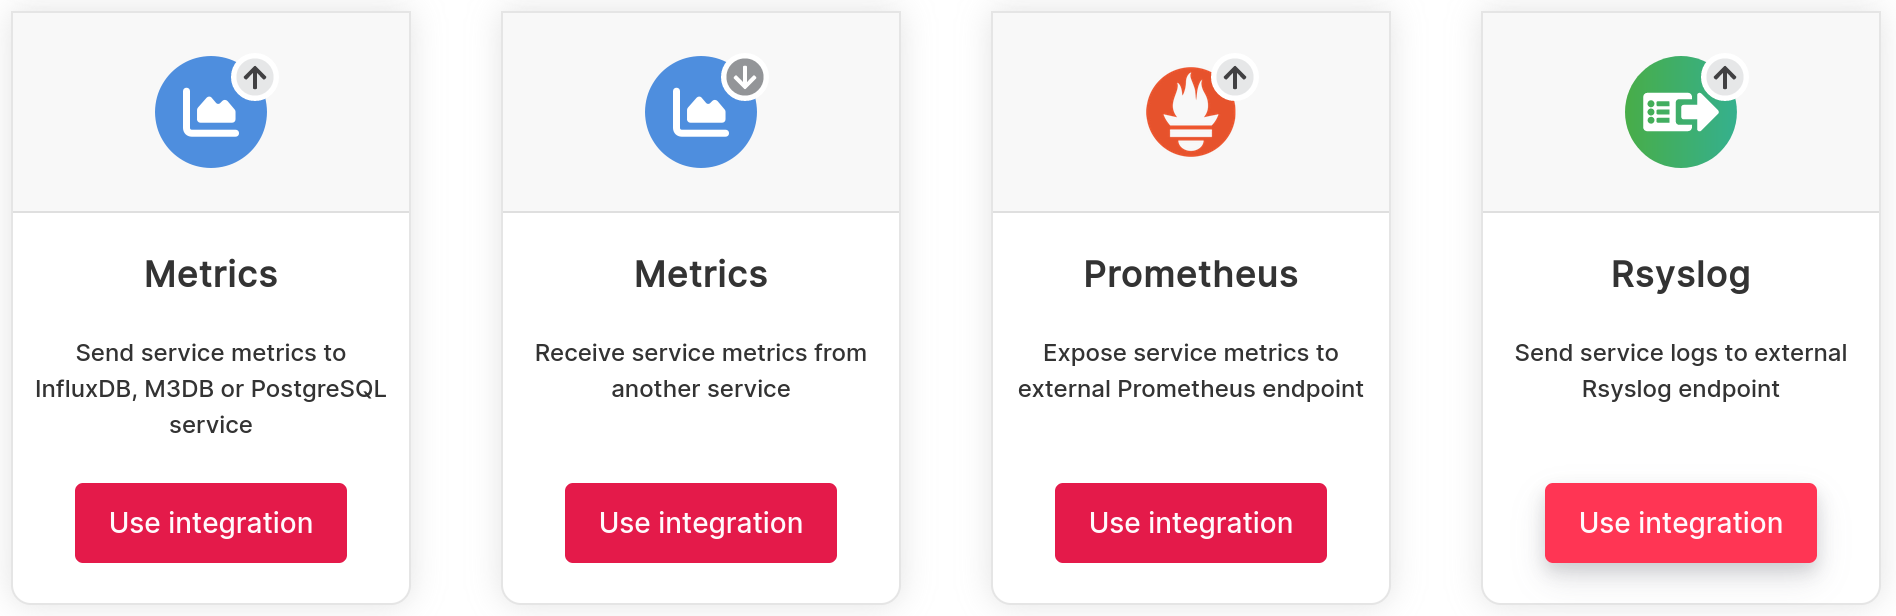 Metrics
Send service metrics to
InfluxDB, M3DB or PostgreSQL
service
Use integration
Metrics
Receive service metrics from
another service
Use integration
Prometheus
Expose service metrics to
external Prometheus endpoint
Use integration
Rsyslog
Send service logs to external
Rsyslog endpoint
Use integration